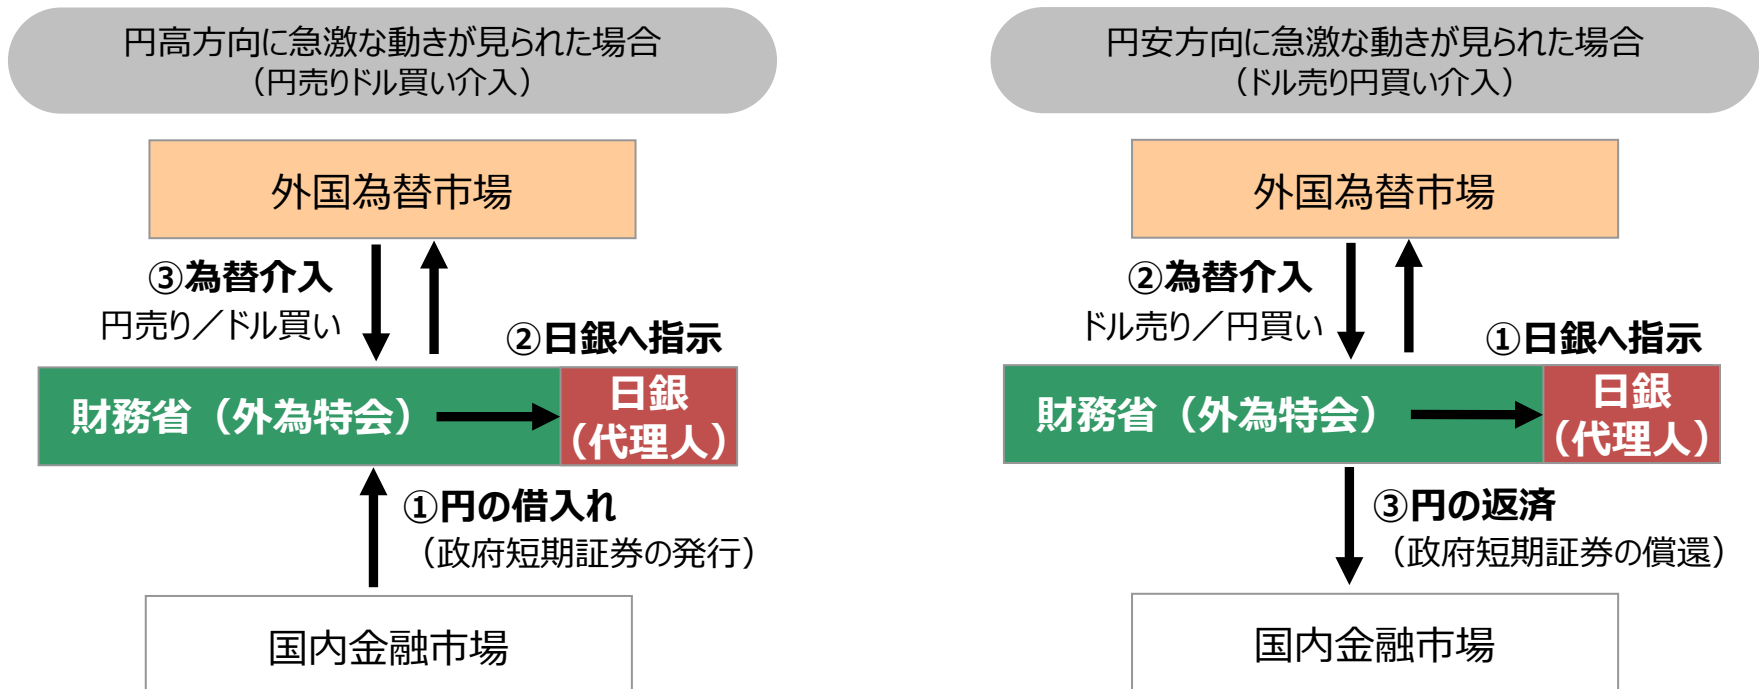 円高方向に急激な動きが見られた場合
（円売りドル買い介入）
外国為替市場
③為替介入
円売り／ドル買い
②日銀へ指示
財務省（外為特会）
日銀
（代理人）
①円の借入れ
（政府短期証券の発行）
国内金融市場
円安方向に急激な動きが見られた場合
（ドル売り円買い介入）
外国為替市場
②為替介入
ドル売り／円買い
①日銀へ指示
財務省（外為特会）
日銀
（代理人）
③円の返済
（政府短期証券の償還）
国内金融市場